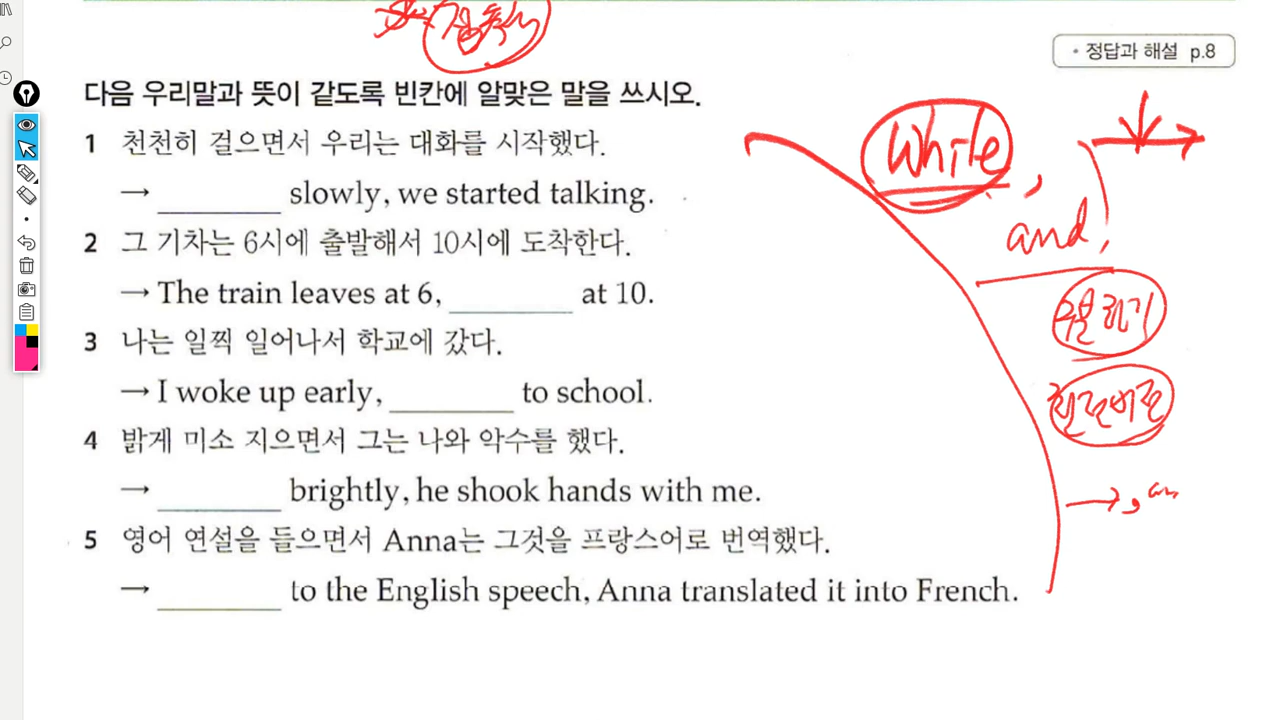 • 정답과 해설 p.8
다음 우리말과 뜻이 같도록 빈칸에 알맞은 말을 쓰시오.
1 천천히 걸으면서 우리는 대화를 시작했다.
→ ________ slowly, we started talking.
2 그 기차는 6시에 출발해서 10시에 도착한다.
→ The train leaves at 6, ________ at 10.
3 나는 일찍 일어나서 학교에 갔다.
→ I woke up early, ________ to school.
4 밝게 미소 지으면서 그는 나와 악수를 했다.
→ ________ brightly, he shook hands with me.
5 영어 연설을 들으면서 Anna는 그것을 프랑스어로 번역했다.
→ ________ to the English speech, Anna translated it into French.
While,
and,